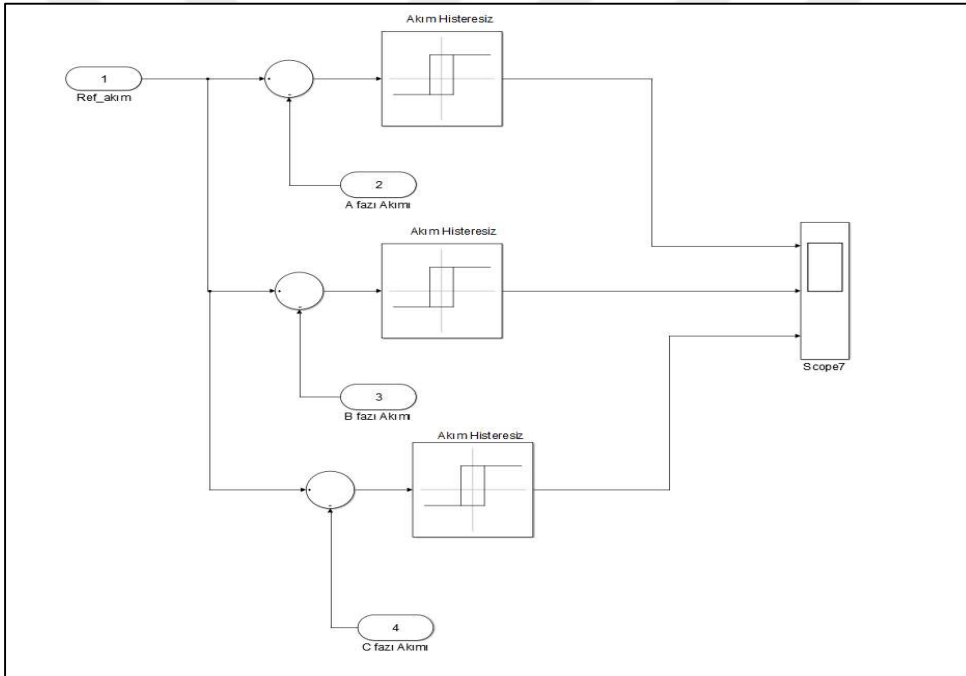 Akım Histeresiz
1
Ref_akım
2
A fazı Akımı
Akım Histeresiz
3
B fazı Akımı
Scope7
Akım Histeresiz
4
C fazı Akımı